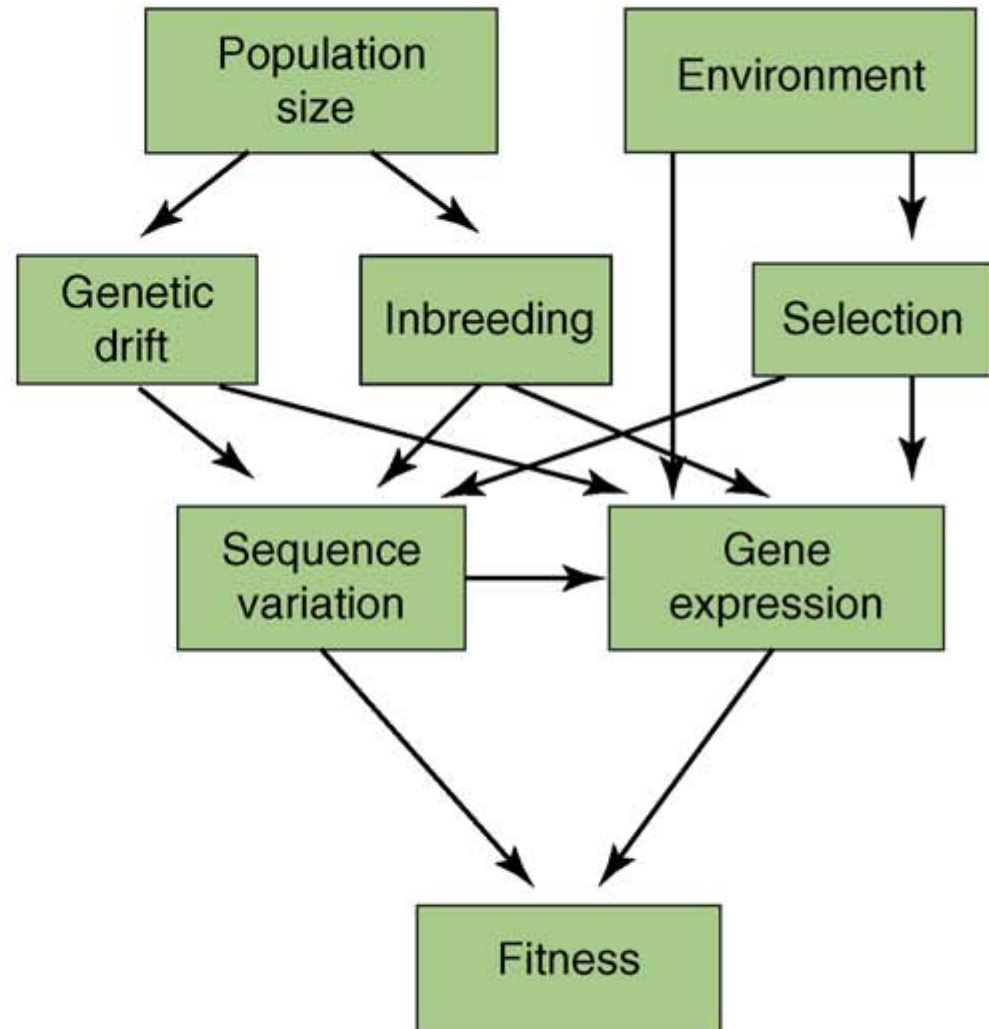 Population
size
Environment
Genetic
drift
Inbreeding
Selection
Sequence
variation
Gene
expression
Fitness